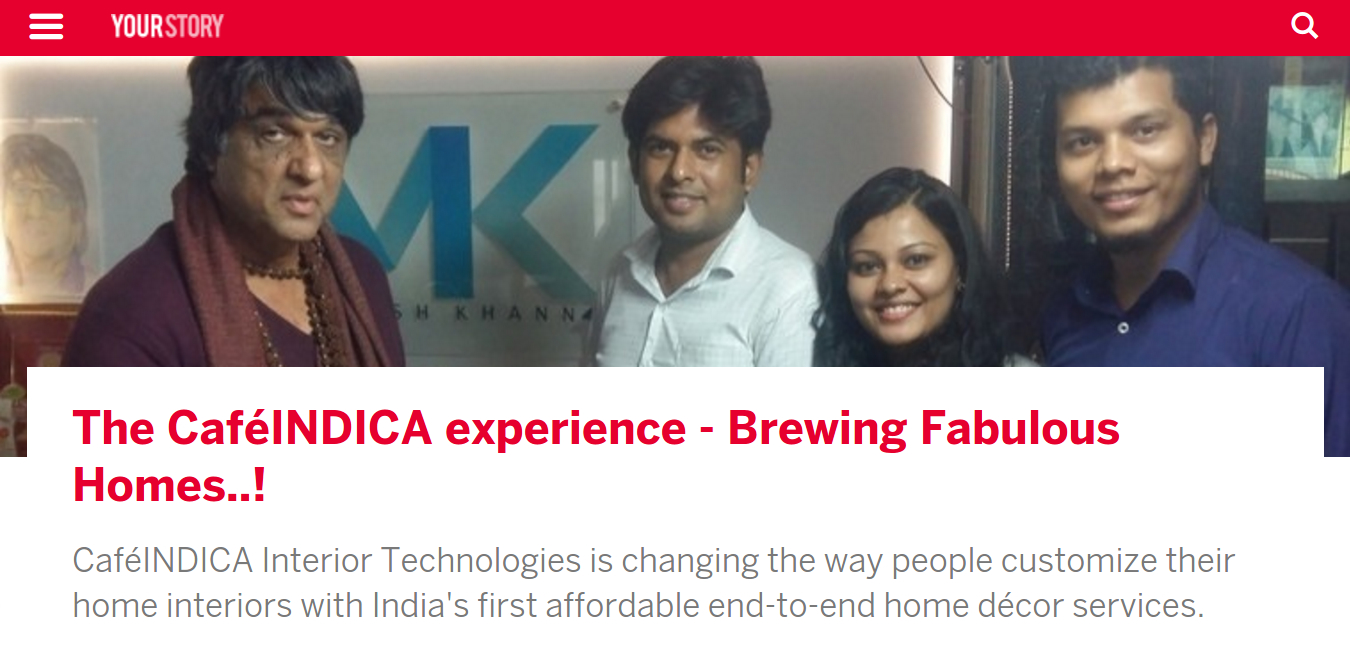 YOURSTORY
MK
SH KHANN
The CaféINDICA experience - Brewing Fabulous
Homes..!
CaféINDICA Interior Technologies is changing the way people customize their
home interiors with India's first affordable end-to-end home décor services.